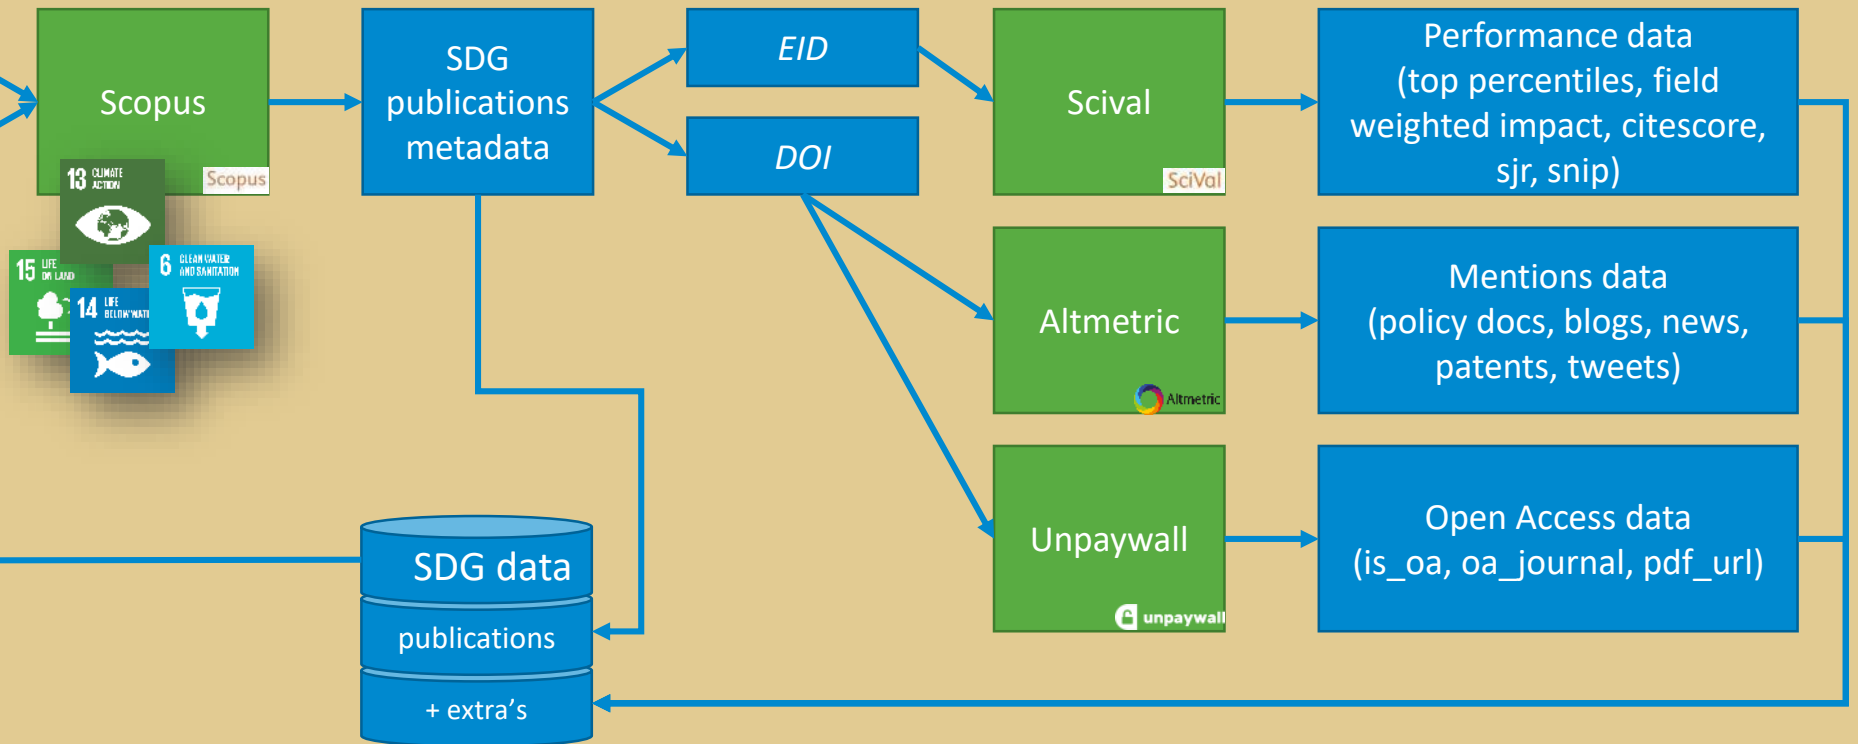 Scopus
Scopus
13 CLIMATE
ACTION
15 LIFE
ON LAND
6 CLEAN WATER
AND SANITATION
14 LIFE
BELOW WAT
SDG
publications
metadata
EID
DOI
Scival
SciVal
Performance data
(top percentiles, field
weighted impact, citescore,
sjr, snip)
Altmetric
Altmetric
Mentions data
(policy docs, blogs, news,
patents, tweets)
Unpaywall
unpaywall
Open Access data
(is_oa, oa_journal, pdf_url)
SDG data
publications
+ extra's